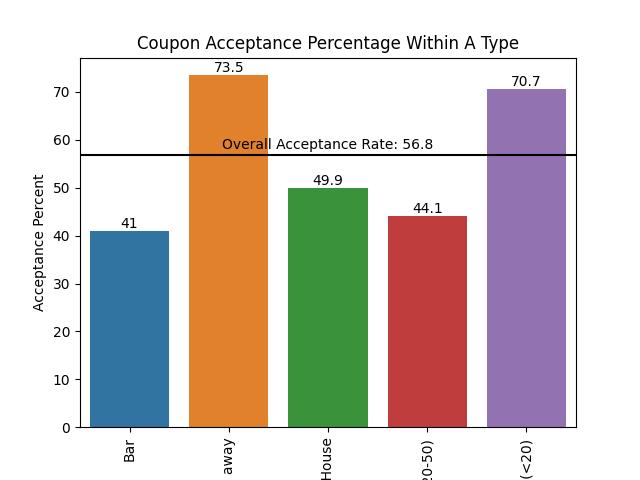 Coupon Acceptance Percentage Within A Type
Acceptance Percent
70
60
50
40
30
20
10
0
73.5
70.7
Overall Acceptance Rate: 56.8
49.9
44.1
41
Bar
away
House
20-50)
(<20)